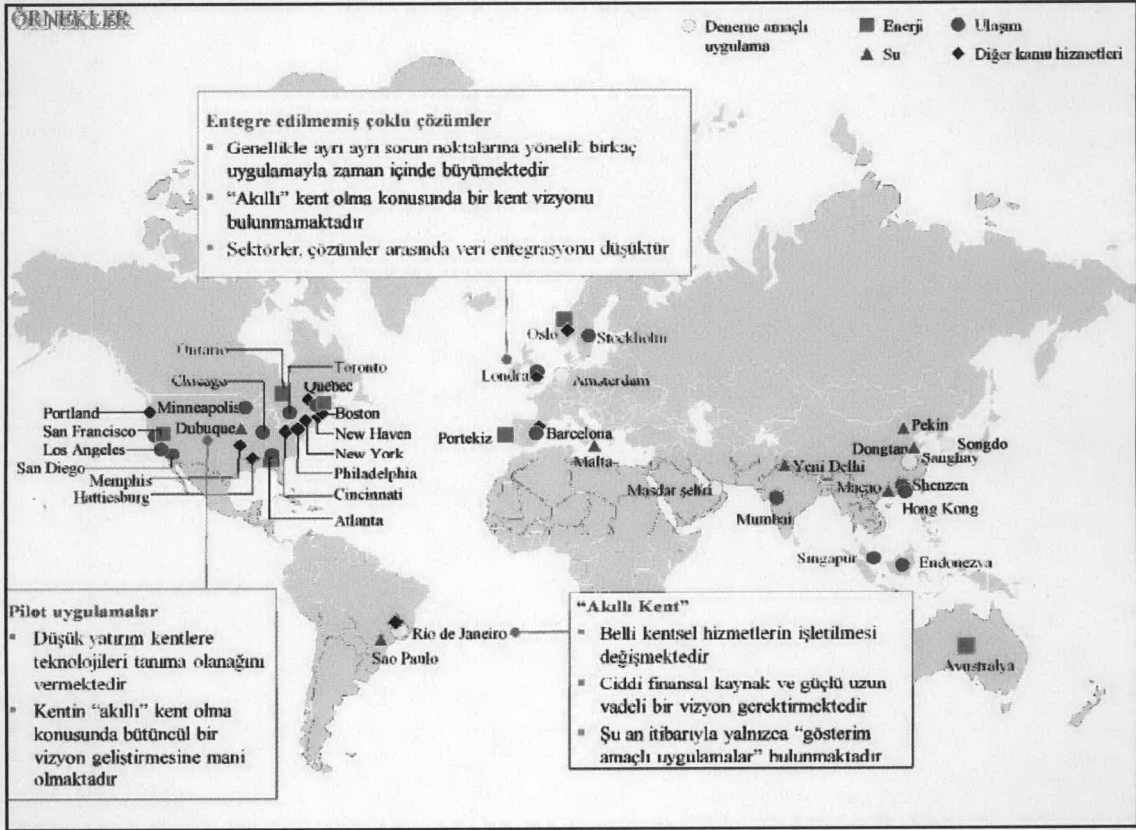 ÖRNEKLER
Deneme amaçlı
uygulama
Enerji
Ulaşım
Su
Diğer kamu hizmetleri
Entegre edilmemiş çoklu çözümler
Genellikle ayrı ayrı sorun noktalarına yönelik birkaç
uygulamayla zaman içinde büyümektedir
“Akıllı” kent olma konusunda bir kent vizyonu
bulunmamaktadır
Sektörler, çözümler arasında veri entegrasyonu düşüktür
Oslo
Stockholm
Ontario
Toronto
Londra
Amsterdam
Chicago
Quebec
Portland
Minneapolis
Boston
San Francisco
Dubuque
New Haven
Portekiz
Barcelona
Pekin
Los Angeles
New York
Malta
Dongtan
Songdo
San Diego
Philadelphia
Yeni Delhi
Sanghay
Memphis
Masdar şehri
Macao
Shenzen
Hattiesburg
Cincinnati
Mumbai
Hong Kong
Atlanta
Singapur
Endonezya
Pilot uygulamalar
Düşük yatırım kentlere
teknolojileri tanıma olanağını
vermektedir
Kentin “akıllı” kent olma
konusunda bütüncül bir
vizyon geliştirmesine mani
olmaktadır
Rio de Janeiro
Sao Paulo
“Akıllı Kent”
Belli kentsel hizmetlerin işletilmesi
değişmektedir
Ciddi finansal kaynak ve güçlü uzun
vadeli bir vizyon gerektirmektedir
Şu an itibarıyla yalnızca “gösterim
amaçlı uygulamalar” bulunmaktadır
Avustralya